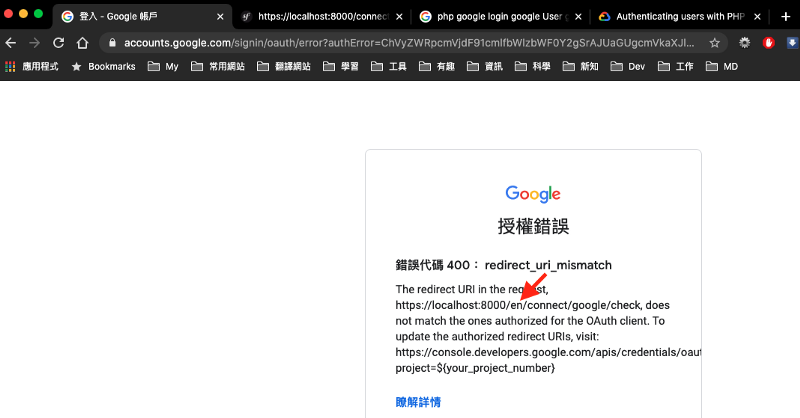 登入 - Google 帳戶
https://localhost:8000/connect
php google login google User
Authenticating users with PHP
accounts.google.com/signin/oauth/error?authError=ChVyZWRpcmVjdF91cmlfbWlzbWF0Y2gSrAJUaGUgcmVkaXJl...
應用程式 Bookmarks My 常用網站 翻譯網站 學習 工具 有趣 資訊 科學 新知 Dev 工作 MD
Google
授權錯誤
錯誤代碼 400： redirect_uri_mismatch
The redirect URI in the request,
https://localhost:8000/en/connect/google/check, does
not match the ones authorized for the OAuth client. To
update the authorized redirect URIs, visit:
https://console.developers.google.com/apis/credentials/oaut
project=${your_project_number}
瞭解詳情